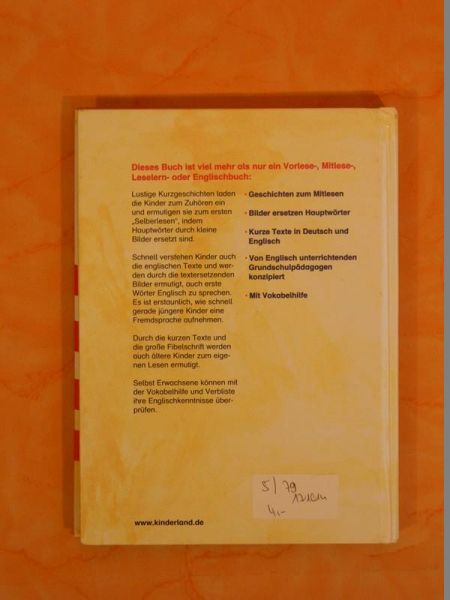 Dieses Buch ist viel mehr als nur ein Vorlese-, Mitlese-,
Leselern- oder Englischbuch:
Lustige Kurzgeschichten laden
die Kinder zum Zuhören ein
und ermutigen sie zum ersten
„Selberlesen", indem
Hauptwörter durch kleine
Bilder ersetzt sind.
Schnell verstehen Kinder auch
die englischen Texte und wer-
den durch die textersetzenden
Bilder ermutigt, auch erste
Wörter Englisch zu sprechen.
Es ist erstaunlich, wie schnell
gerade jüngere Kinder eine
Fremdsprache aufnehmen.
Durch die kurzen Texte und
die große Fibelschrift werden
auch ältere Kinder zum eige-
nen Lesen ermutigt.
Selbst Erwachsene können mit
der Vokabelhilfe und Verbliste
ihre Englischkenntnisse über-
prüfen.
· Geschichten zum Mitlesen
· Bilder ersetzen Hauptwörter
· Kurze Texte in Deutsch und
Englisch
· Von Englisch unterrichtenden
Grundschulpädagogen
konzipiert
· Mit Vokabelhilfe
5/79
4,-
www.kinderland.de